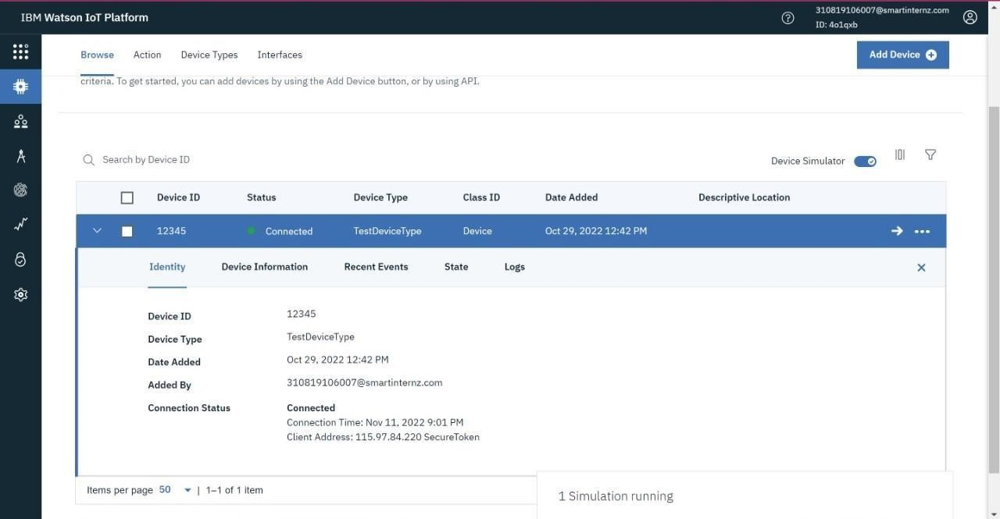 IBM Watson IoT Platform
310819106007@smartinternz.com
ID: 4o1qxb
Browse Action Device Types Interfaces
Add Device
criteria. To get started, you can add devices by using the Add Device button, or by using API.
Search by Device ID
Device Simulator
Device ID Status Device Type Class ID Date Added Descriptive Location
12345 Connected TestDeviceType Device Oct 29, 2022 12:42 PM
Identity Device Information Recent Events State Logs
Device ID 12345
Device Type TestDeviceType
Date Added Oct 29, 2022 12:42 PM
Added By 310819106007@smartinternz.com
Connection Status Connected
Connection Time: Nov 11, 2022 9:01 PM
Client Address: 115.97.84.220 SecureToken
Items per page 50 | 1–1 of 1 item
1 Simulation running